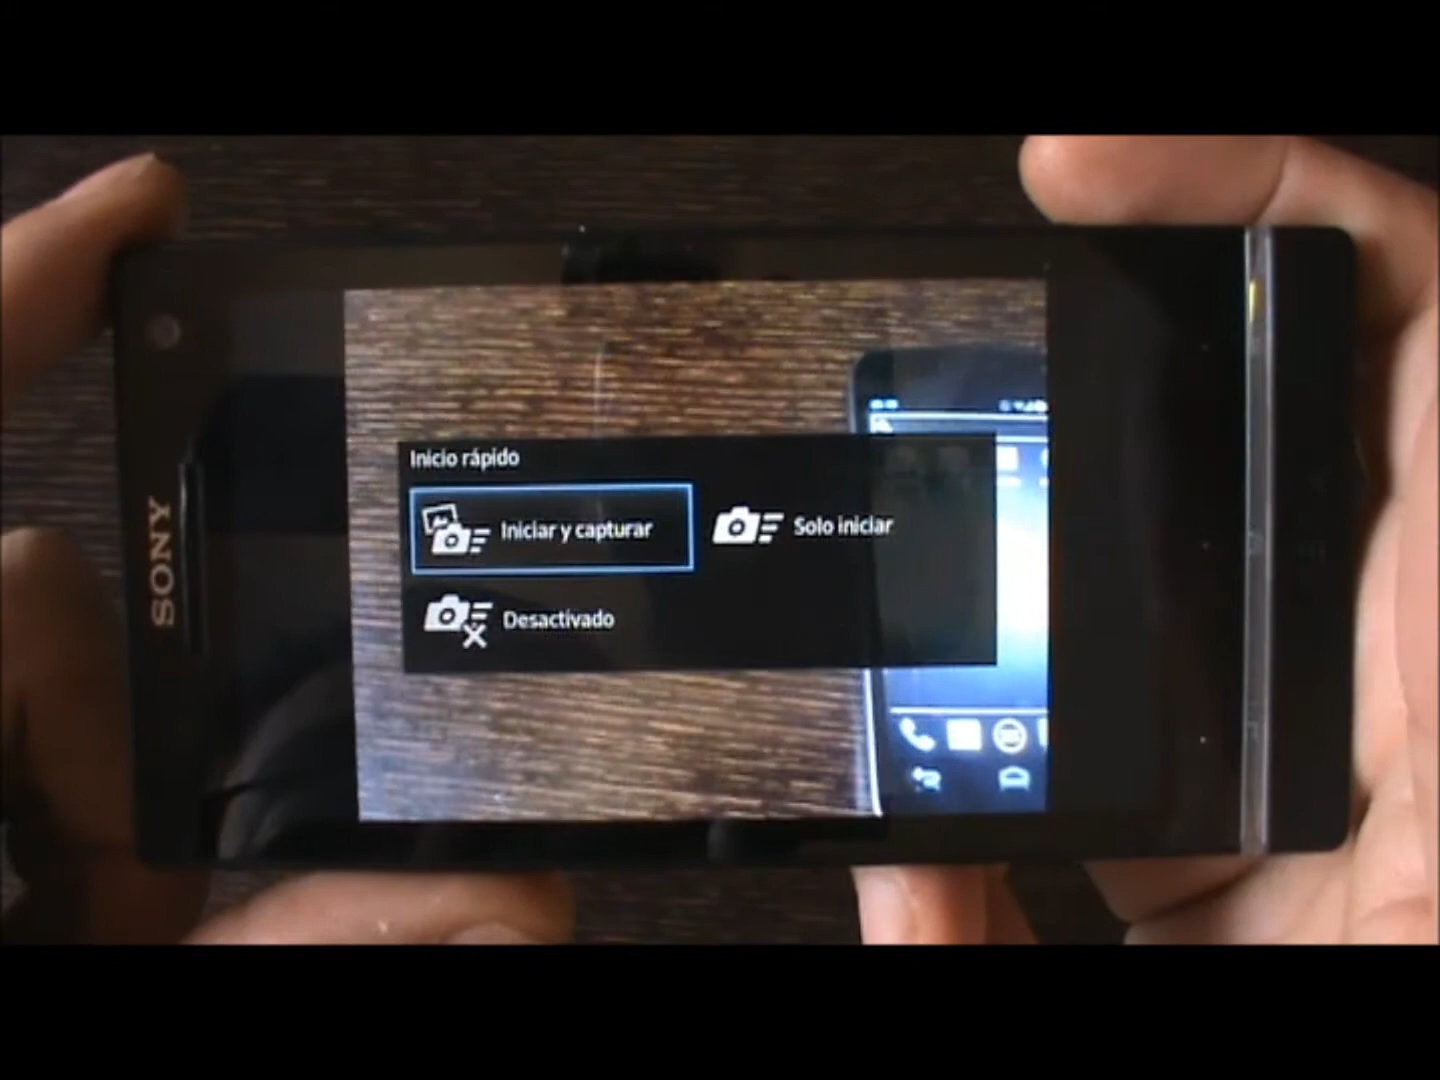 Inicio rápido
Iniciar y capturar
Solo iniciar
Desactivado
SONY